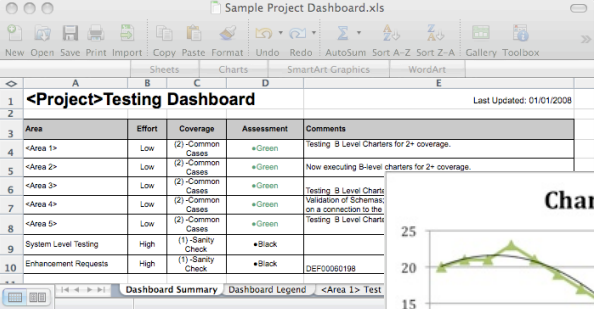 Sample Project Dashboard.xls
New Open Save Print Import Copy Paste Format Undo Redo AutoSum Sort A-Z Sort Z-A Gallery Toolbox
Sheets Charts SmartArt Graphics WordArt
A B C D E
1 <Project>Testing Dashboard Last Updated: 01/01/2008
2
3 Area Effort Coverage Assessment Comments
4 <Area 1> Low (2) -Common Cases •Green Testing B Level Charters for 2+ coverage.
5 <Area 2> Low (2) -Common Cases •Green Now executing B-level charters for 2+ coverage.
6 <Area 3> Low (2) -Common Cases •Green Testing B Level Charte
7 <Area 4> Low (2) -Common Cases •Green Validation of Schemas; on a connection to the
8 <Area 5> Low (2) -Common Cases •Green Testing B Level Charte
9 System Level Testing High (1) -Sanity Check •Black
10 Enhancement Requests High (1) -Sanity Check •Black DEF00060198
Dashboard Summary Dashboard Legend <Area 1> Test
Char
25
20
15